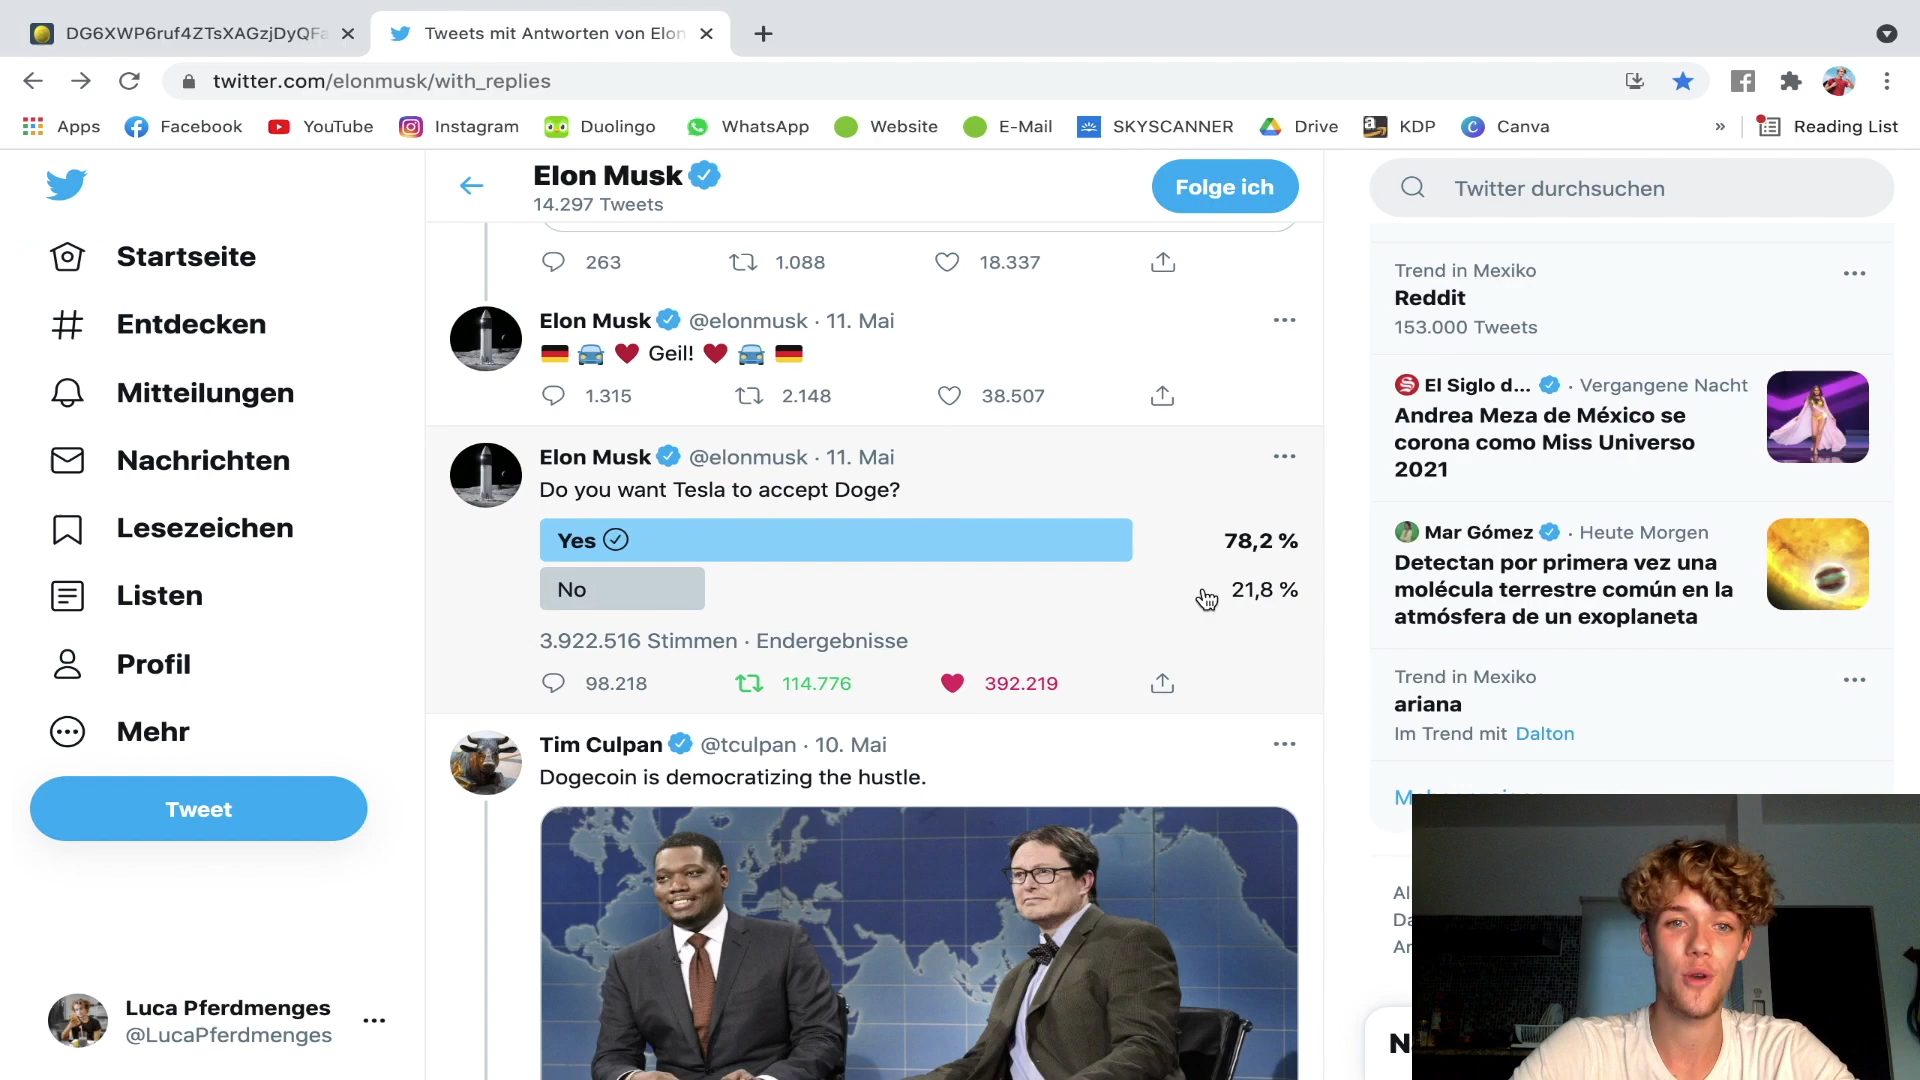 DG6XWP6ruf4ZTsXAGzjDyQFa
Tweets mit Antworten von Elon
twitter.com/elonmusk/with_replies
Apps
Facebook
YouTube
Instagram
Duolingo
WhatsApp
Website
E-Mail
SKYSCANNER
Drive
KDP
Canva
»
Reading List
Startseite
Entdecken
Mitteilungen
Nachrichten
Lesezeichen
Listen
Profil
Mehr
Tweet
Luca Pferdmenges
@LucaPferdmenges
Elon Musk
14.297 Tweets
Folge ich
263 1.088 18.337
Elon Musk @elonmusk · 11. Mai
🇩🇪 🚘 ♥ Geil! ♥ 🚘 🇩🇪
1.315 2.148 38.507
Elon Musk @elonmusk · 11. Mai
Do you want Tesla to accept Doge?
Yes 78,2 %
No 21,8 %
3.922.516 Stimmen · Endergebnisse
98.218 114.776 392.219
Tim Culpan @tculpan · 10. Mai
Dogecoin is democratizing the hustle.
Twitter durchsuchen
Trend in Mexiko
Reddit
153.000 Tweets
El Siglo d... · Vergangene Nacht
Andrea Meza de México se
corona como Miss Universo
2021
Mar Gómez · Heute Morgen
Detectan por primera vez una
molécula terrestre común en la
atmósfera de un exoplaneta
Trend in Mexiko
ariana
Im Trend mit Dalton